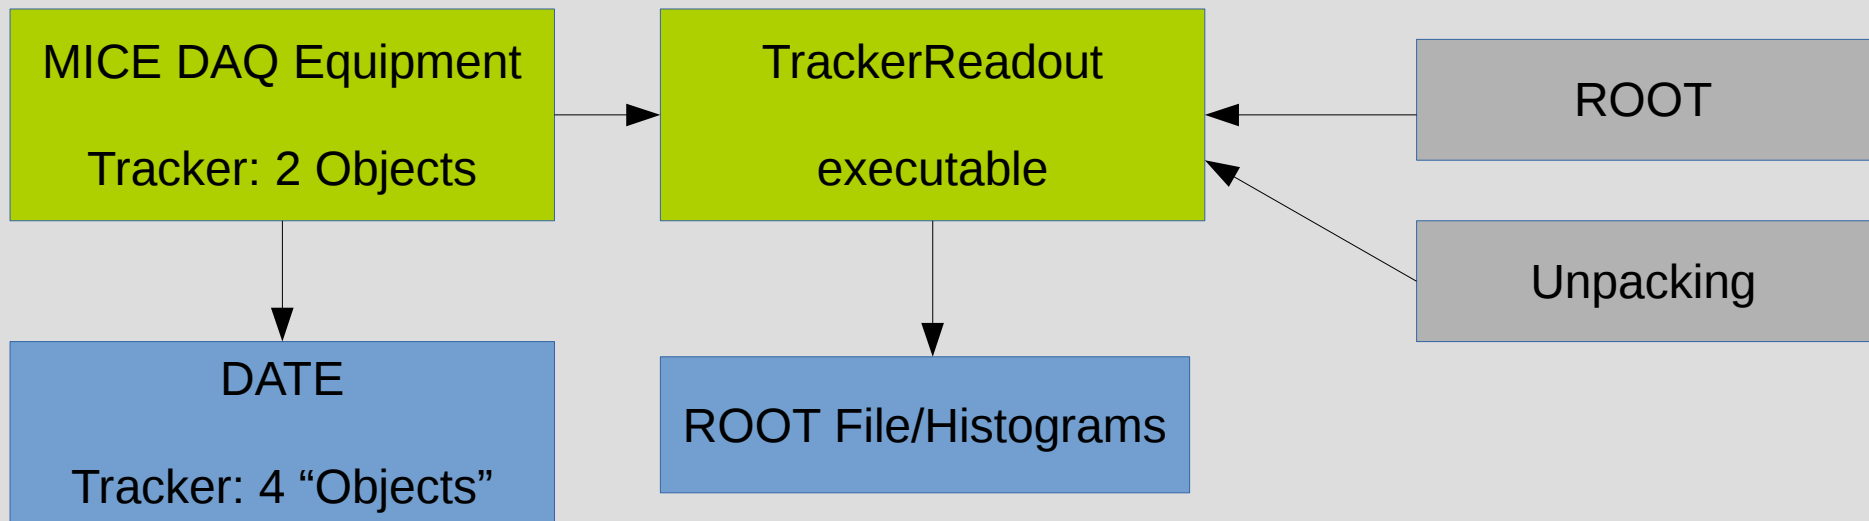 MICE DAQ Equipment
Tracker: 2 Objects
TrackerReadout
executable
ROOT
Unpacking
DATE
Tracker: 4 “Objects”
ROOT File/Histograms